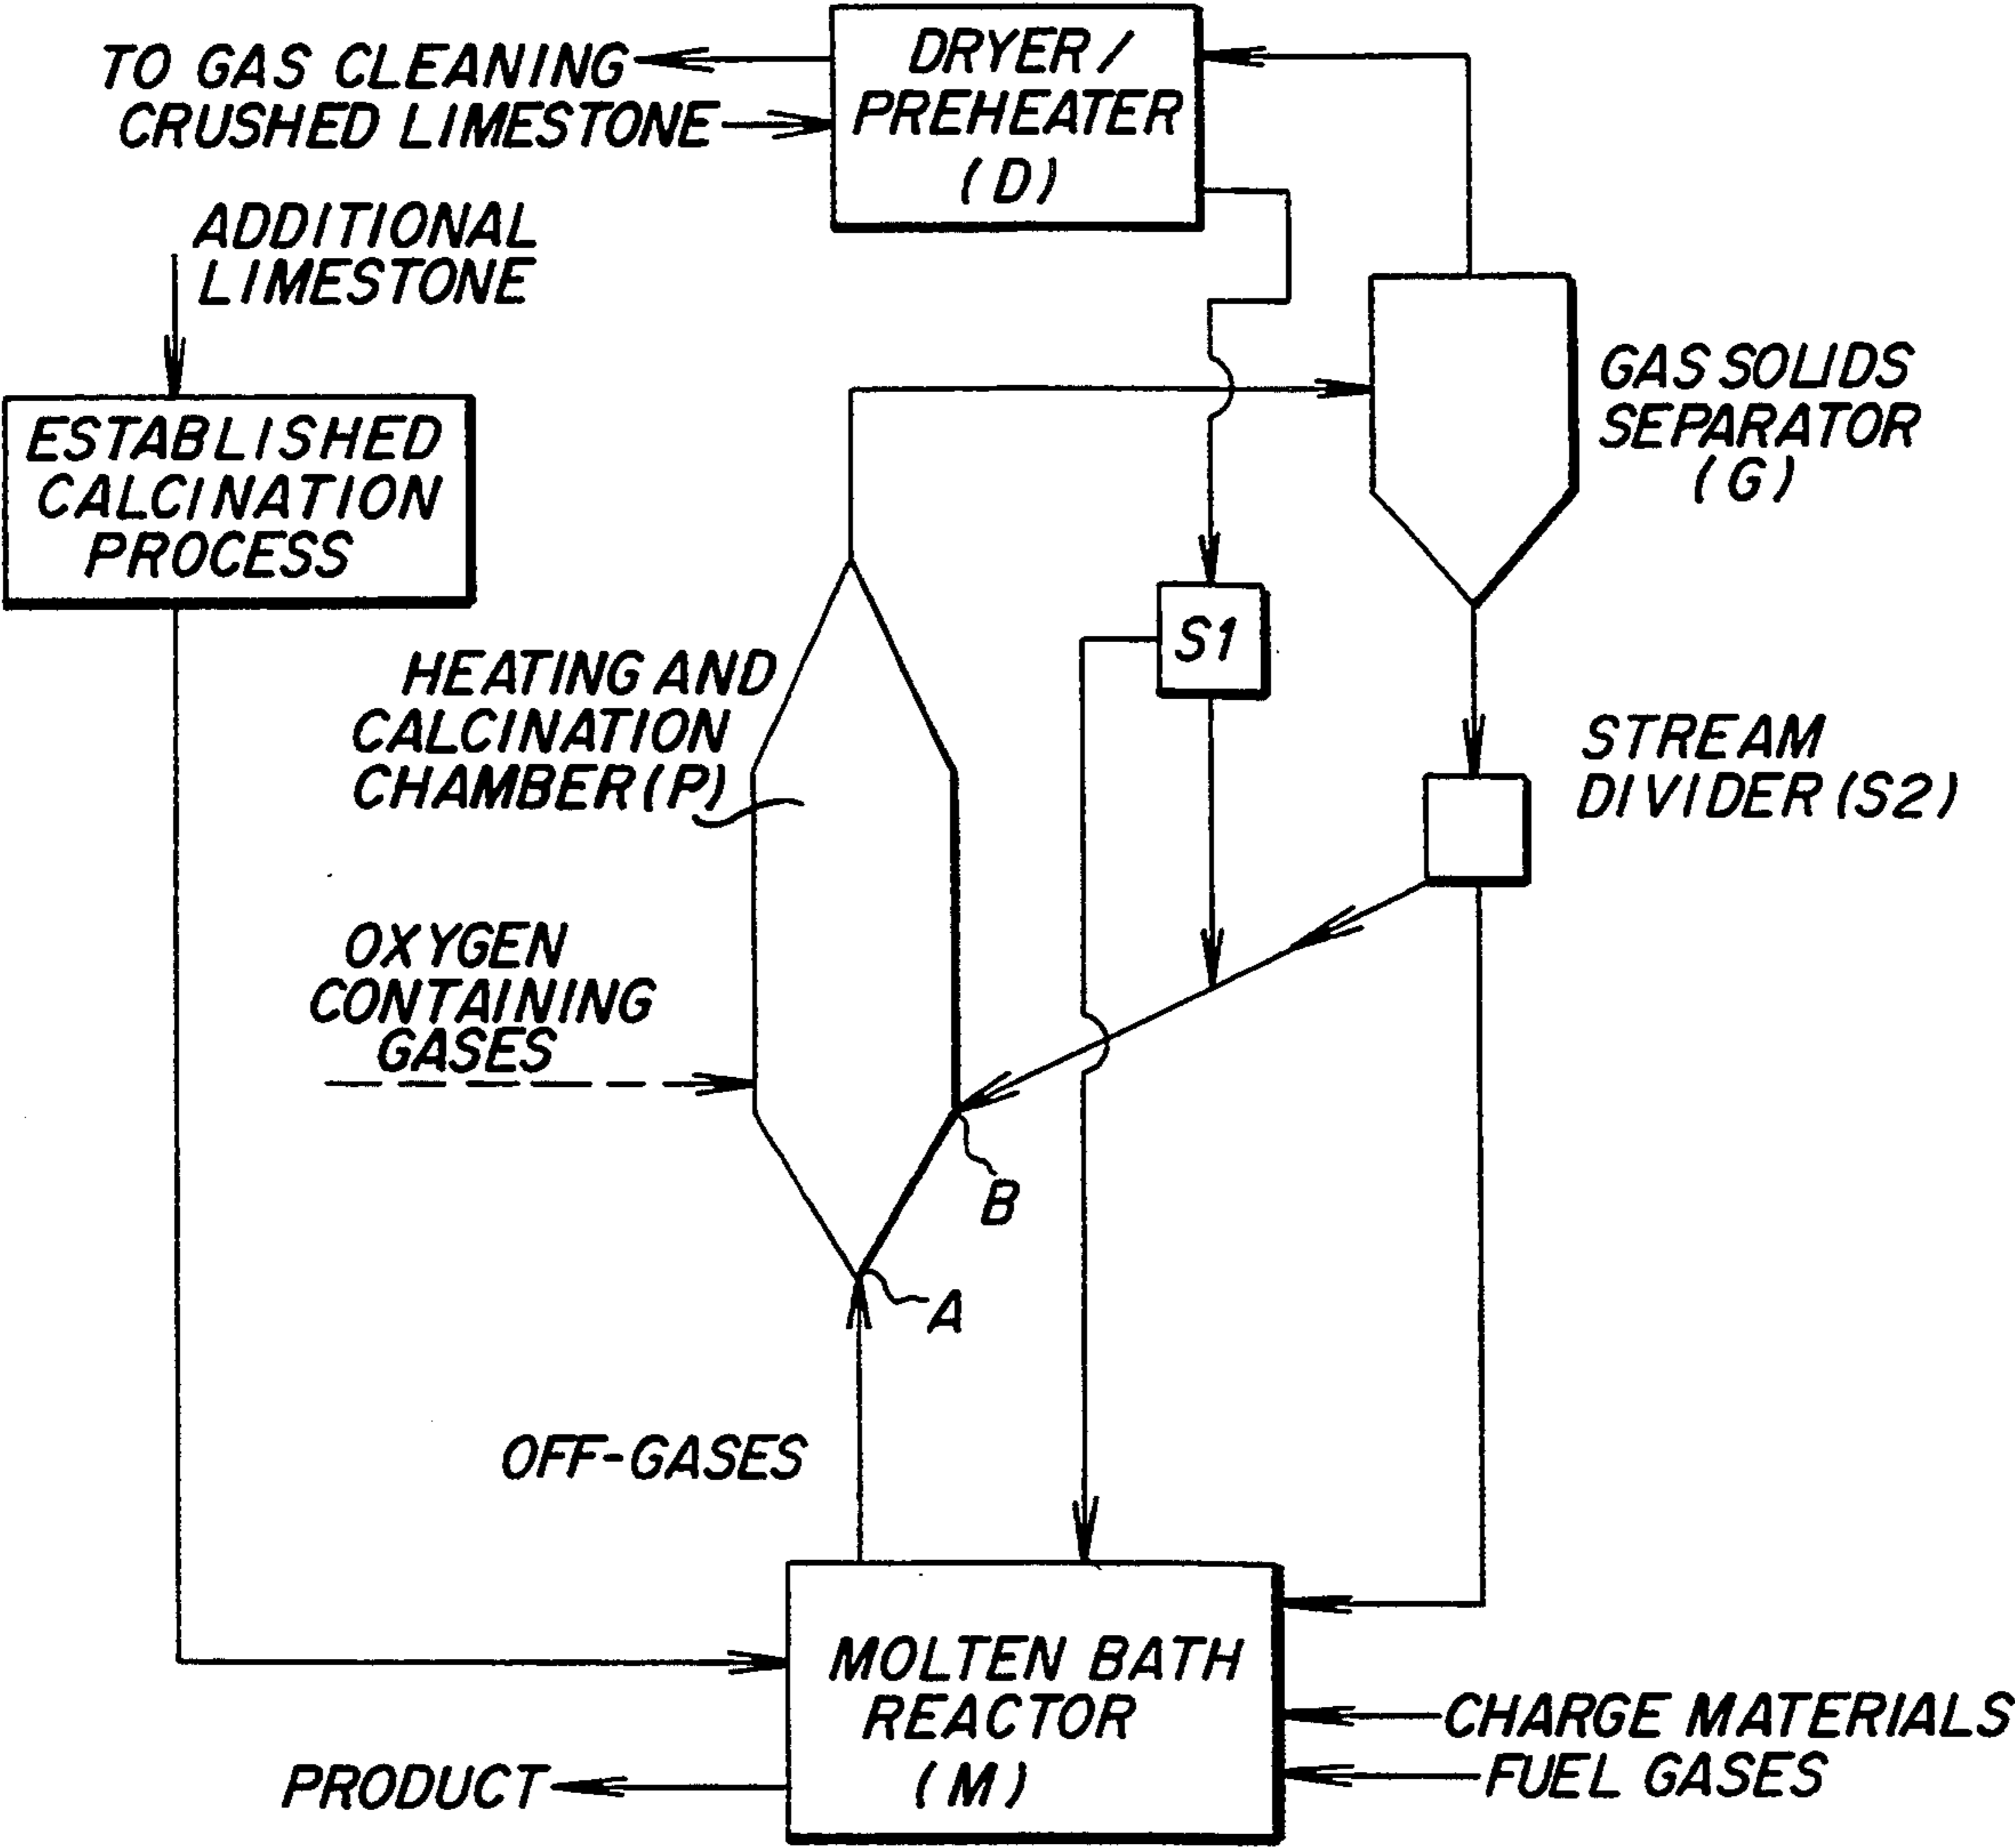 TO GAS CLEANING
CRUSHED LIMESTONE
DRYER/
PREHEATER
(D)
ADDITIONAL
LIMESTONE
ESTABLISHED
CALCINATION
PROCESS
GAS SOLIDS
SEPARATOR
(G)
S1
HEATING AND
CALCINATION
CHAMBER(P)
STREAM
DIVIDER(S2)
OXYGEN
CONTAINING
GASES
B
A
OFF-GASES
MOLTEN BATH
REACTOR
(M)
CHARGE MATERIALS
FUEL GASES
PRODUCT